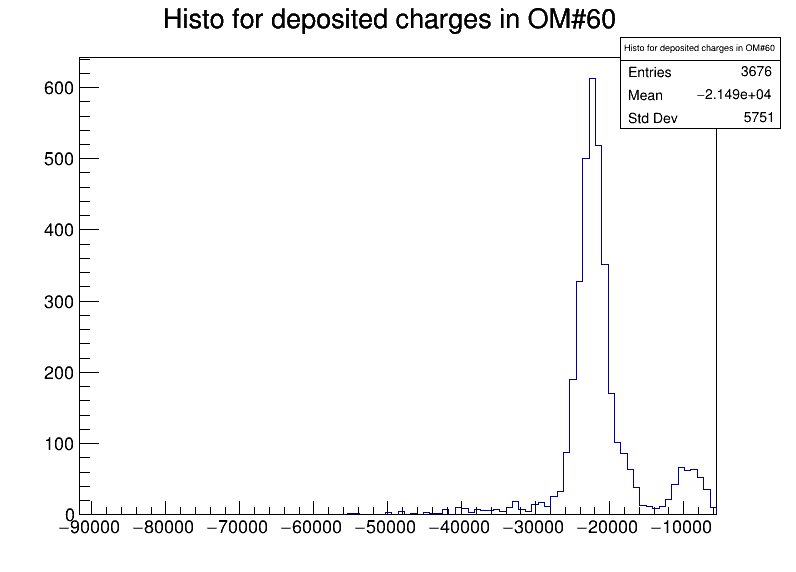 Histo for deposited charges in OM#60
Histo for deposited charges in OM#60
Entries 3676
Mean −2.149e+04
Std Dev 5751
600
500
400
300
200
100
0
−90000 −80000 −70000 −60000 −50000 −40000 −30000 −20000 −10000